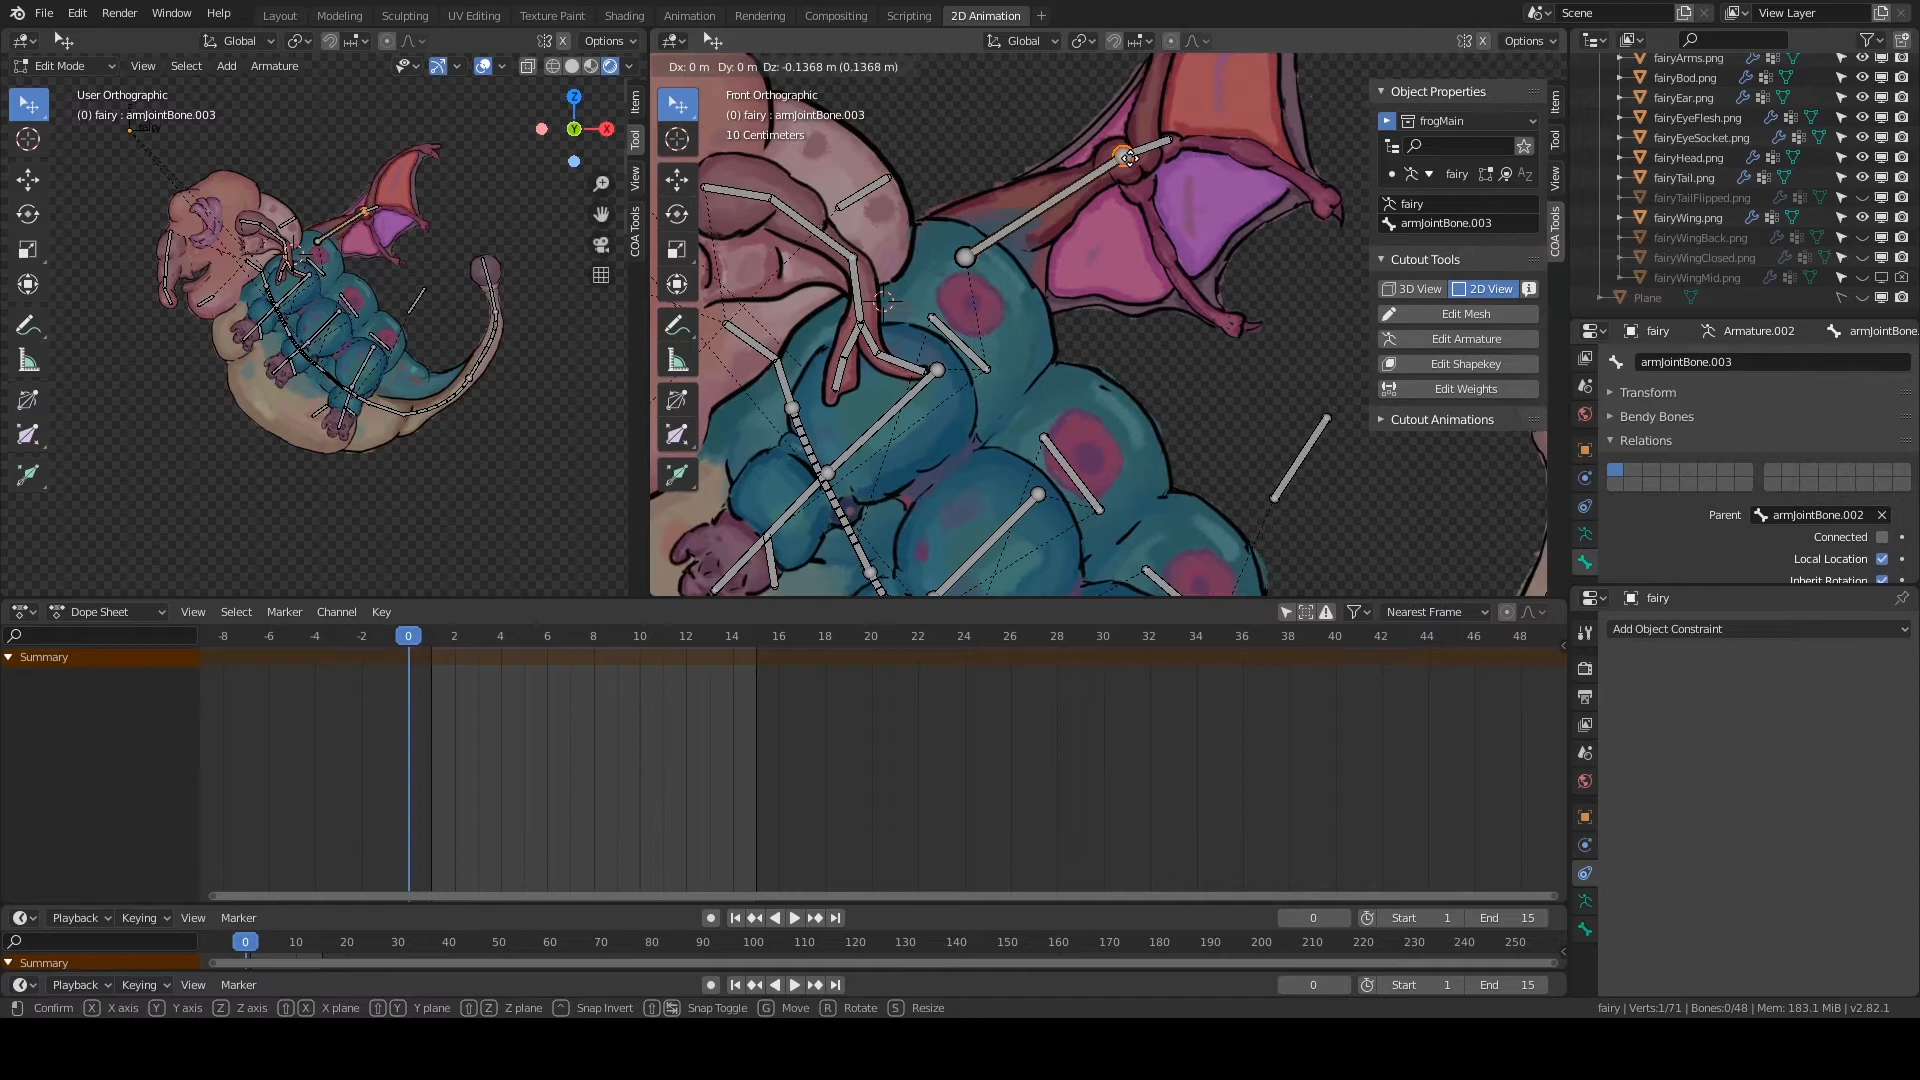 File Edit Render Window Help
Layout Modeling Sculpting UV Editing Texture Paint Shading Animation Rendering Compositing Scripting 2D Animation +
Scene View Layer
Global Options
Global Options
Edit Mode View Select Add Armature
Dx: 0 m Dy: 0 m Dz: -0.1368 m (0.1368 m)
User Orthographic
(0) fairy : armJointBone.003
Z
Y
X
Item
Tool
View
COA Tools
Front Orthographic
(0) fairy : armJointBone.003
10 Centimeters
Object Properties
frogMain
fairy
fairy
armJointBone.003
Cutout Tools
3D View 2D View
Edit Mesh
Edit Armature
Edit Shapekey
Edit Weights
Cutout Animations
Item
Tool
View
COA Tools
fairyArms.png
fairyBod.png
fairyEar.png
fairyEyeFlesh.png
fairyEyeSocket.png
fairyHead.png
fairyTail.png
fairyTailFlipped.png
fairyWing.png
fairyWingBack.png
fairyWingClosed.png
fairyWingMid.png
Plane
fairy Armature.002 armJointBone.
armJointBone.003
Transform
Bendy Bones
Relations
Parent armJointBone.002
Connected
Local Location
Inherit Rotation
fairy
Add Object Constraint
Dope Sheet View Select Marker Channel Key
Nearest Frame
-8 -6 -4 -2 0 2 4 6 8 10 12 14 16 18 20 22 24 26 28 30 32 34 36 38 40 42 44 46 48
Summary
Playback Keying View Marker
0 Start 1 End 15
0 10 20 30 40 50 60 70 80 90 100 110 120 130 140 150 160 170 180 190 200 210 220 230 240 250
Summary
Playback Keying View Marker
0 Start 1 End 15
Confirm X X axis Y Y axis Z Z axis X X plane Y Y plane Z Z plane Snap Invert Snap Toggle G Move R Rotate S Resize
fairy | Verts:1/71 | Bones:0/48 | Mem: 183.1 MiB | v2.82.1